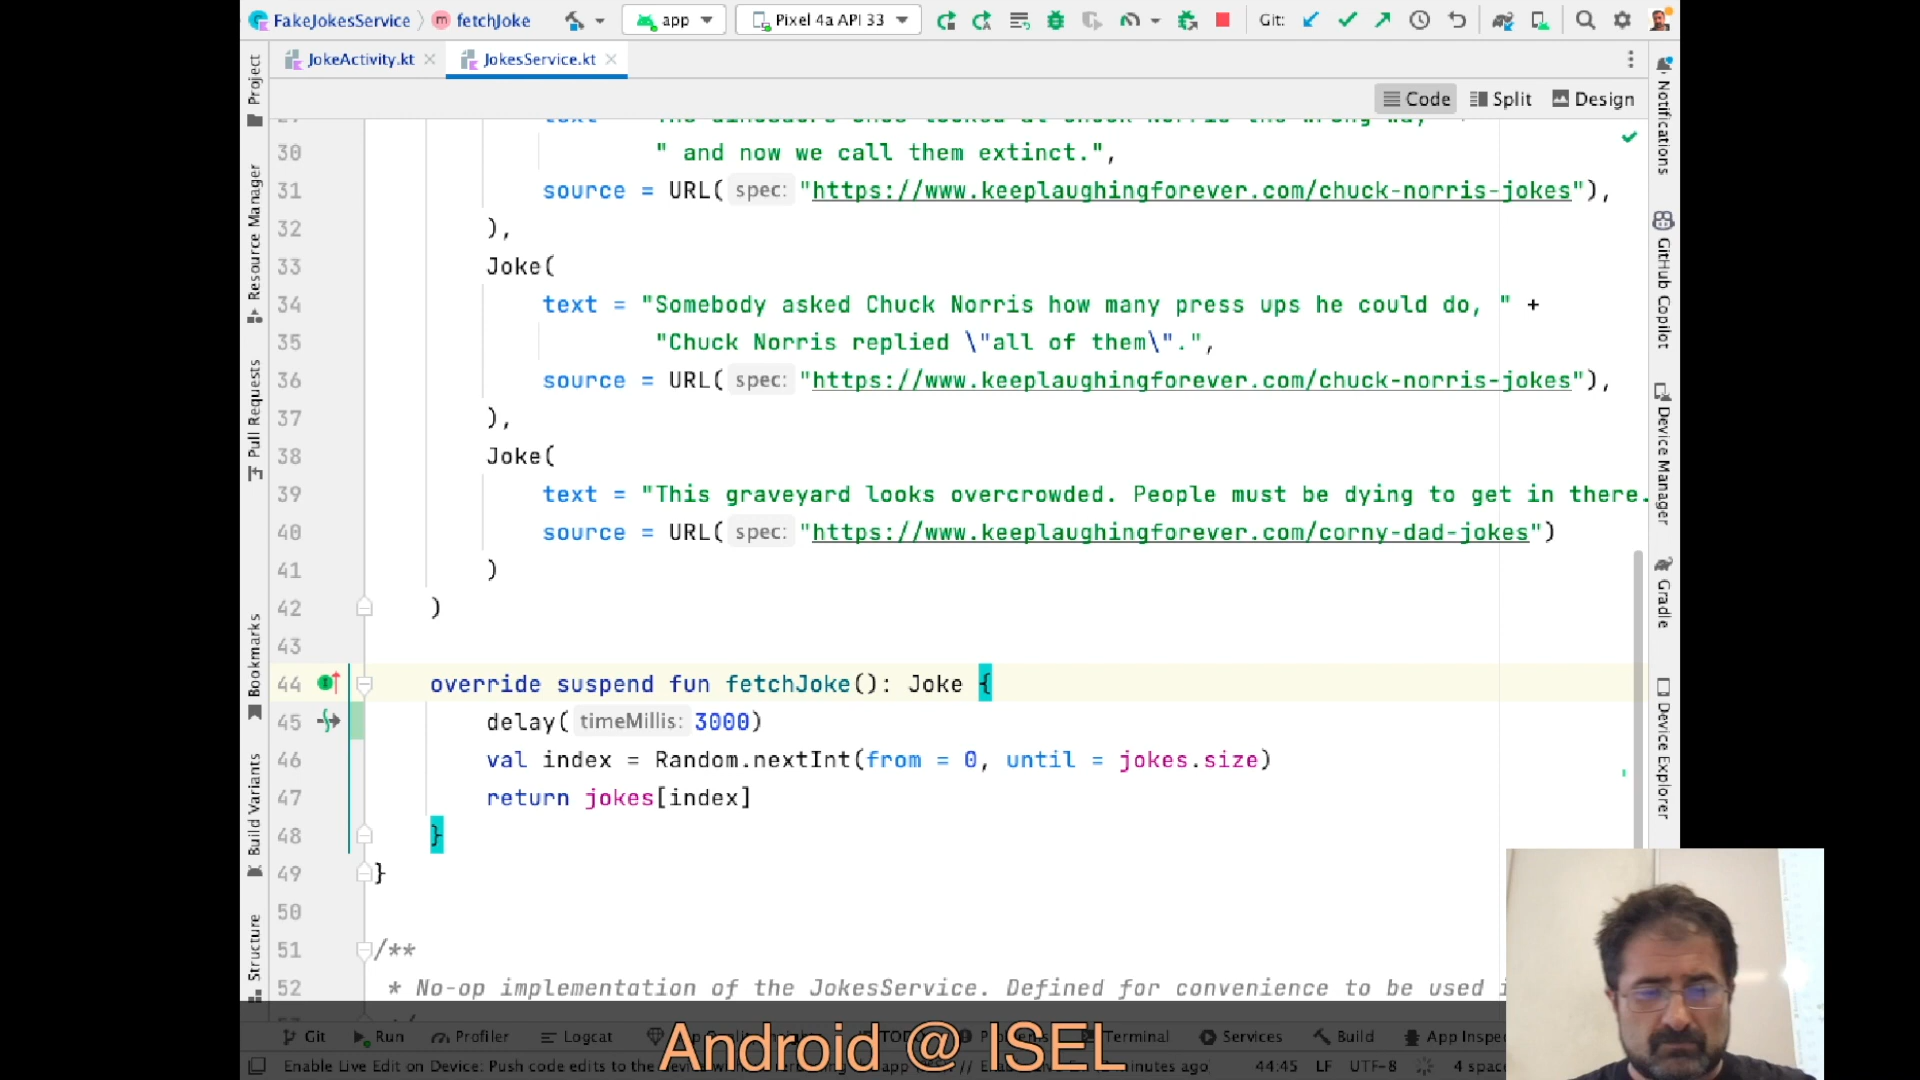 FakeJokesService
fetchJoke
app
Pixel 4a API 33
Git:
JokeActivity.kt
JokesService.kt
Code
Split
Design
30 " and now we call them extinct.",
31 source = URL( spec: "https://www.keeplaughingforever.com/chuck-norris-jokes"),
32 ),
33 Joke(
34 text = "Somebody asked Chuck Norris how many press ups he could do, " +
35 "Chuck Norris replied \"all of them\".",
36 source = URL( spec: "https://www.keeplaughingforever.com/chuck-norris-jokes"),
37 ),
38 Joke(
39 text = "This graveyard looks overcrowded. People must be dying to get in there.
40 source = URL( spec: "https://www.keeplaughingforever.com/corny-dad-jokes")
41 )
42 )
43
44 override suspend fun fetchJoke(): Joke {
45 delay( timeMillis: 3000)
46 val index = Random.nextInt(from = 0, until = jokes.size)
47 return jokes[index]
48 }
49 }
50
51 /**
52 * No-op implementation of the JokesService. Defined for convenience to be used
Project
Resource Manager
Pull Requests
Bookmarks
Build Variants
Structure
Notifications
GitHub Copilot
Device Manager
Gradle
Device Explorer
Git
Run
Profiler
Logcat
Terminal
Services
Build
App Inspe
Android @ ISEL
Enable Live Edit on Device: Push code edits to the device
minutes ago
44:45
LF
UTF-8
4 spac